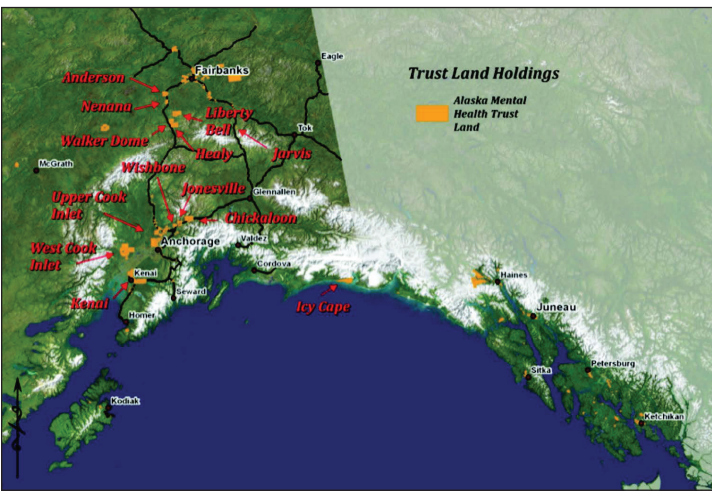 Trust Land Holdings
Alaska Mental
Health Trust
Land
Eagle
Fairbanks
Anderson
Nenana
Liberty
Bell
Walker Dome
Healy
Jarvis
Tok
McGrath
Wishbone
Jonesville
Upper Cook
Inlet
Glennallen
Chickaloon
Anchorage
Valdez
West Cook
Inlet
Cordova
Kenai
Haines
Seward
Kenai
Icy Cape
Homer
Juneau
Kodiak
Sitka
Petersburg
Ketchikan